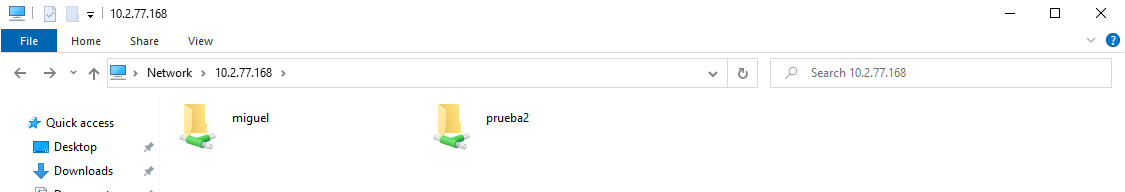 10.2.77.168
File Home Share View
Network 10.2.77.168
Search 10.2.77.168
Quick access
Desktop
Downloads
miguel
prueba2